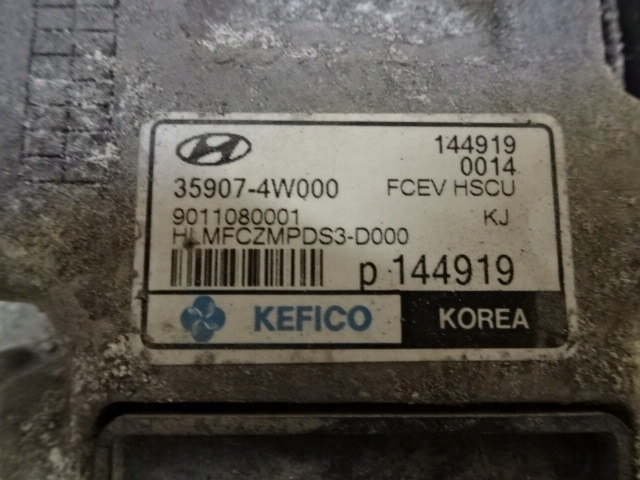 144919
0014
35907-4W000 FCEV HSCU
9011080001 KJ
HLMFCZMPDS3-D000
p 144919
KEFICO KOREA